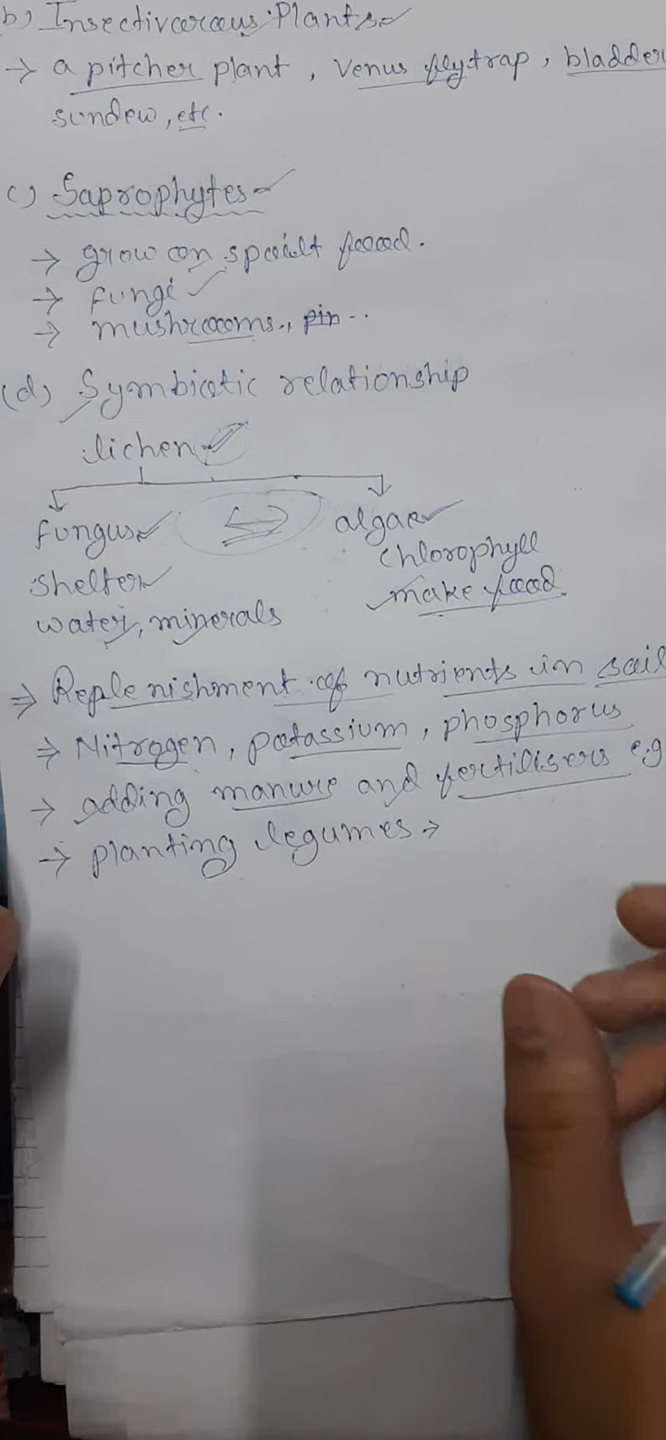 b) Insectivorous Plants
→ a pitcher plant, Venus flytrap, bladder
sundew, etc.
c) Saprophytes
→ grow on spoilt food.
→ fungi
→ mushrooms., pin..
(d) Symbiotic relationship
lichen
fungus ⇐⇒ algae
chlorophyll
shelter
make food.
water, minerals
⇒ Replenishment of nutrients in soil
⇒ Nitrogen, potassium, phosphorus
→ adding manure and fertilisers e.g
→ planting legumes →